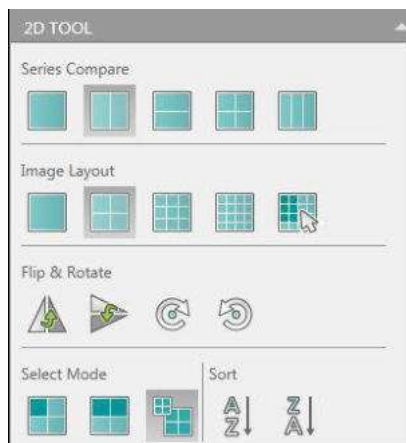 2D TOOL
Series Compare
Image Layout
Flip & Rotate
Select Mode
Sort
A
Z
Z
A